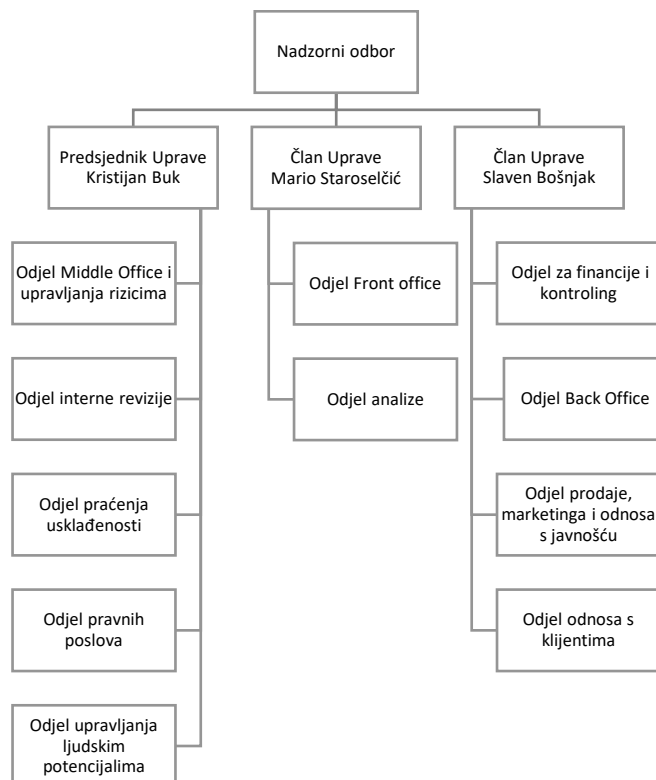 Nadzorni odbor
Predsjednik Uprave
Kristijan Buk
Član Uprave
Mario Staroselčić
Član Uprave
Slaven Bošnjak
Odjel Middle Office i
upravljanja rizicima
Odjel interne revizije
Odjel praćenja
usklađenosti
Odjel pravnih
poslova
Odjel upravljanja
ljudskim
potencijalima
Odjel Front office
Odjel analize
Odjel za financije i
kontroling
Odjel Back Office
Odjel prodaje,
marketinga i odnosa
s javnošću
Odjel odnosa s
klijentima